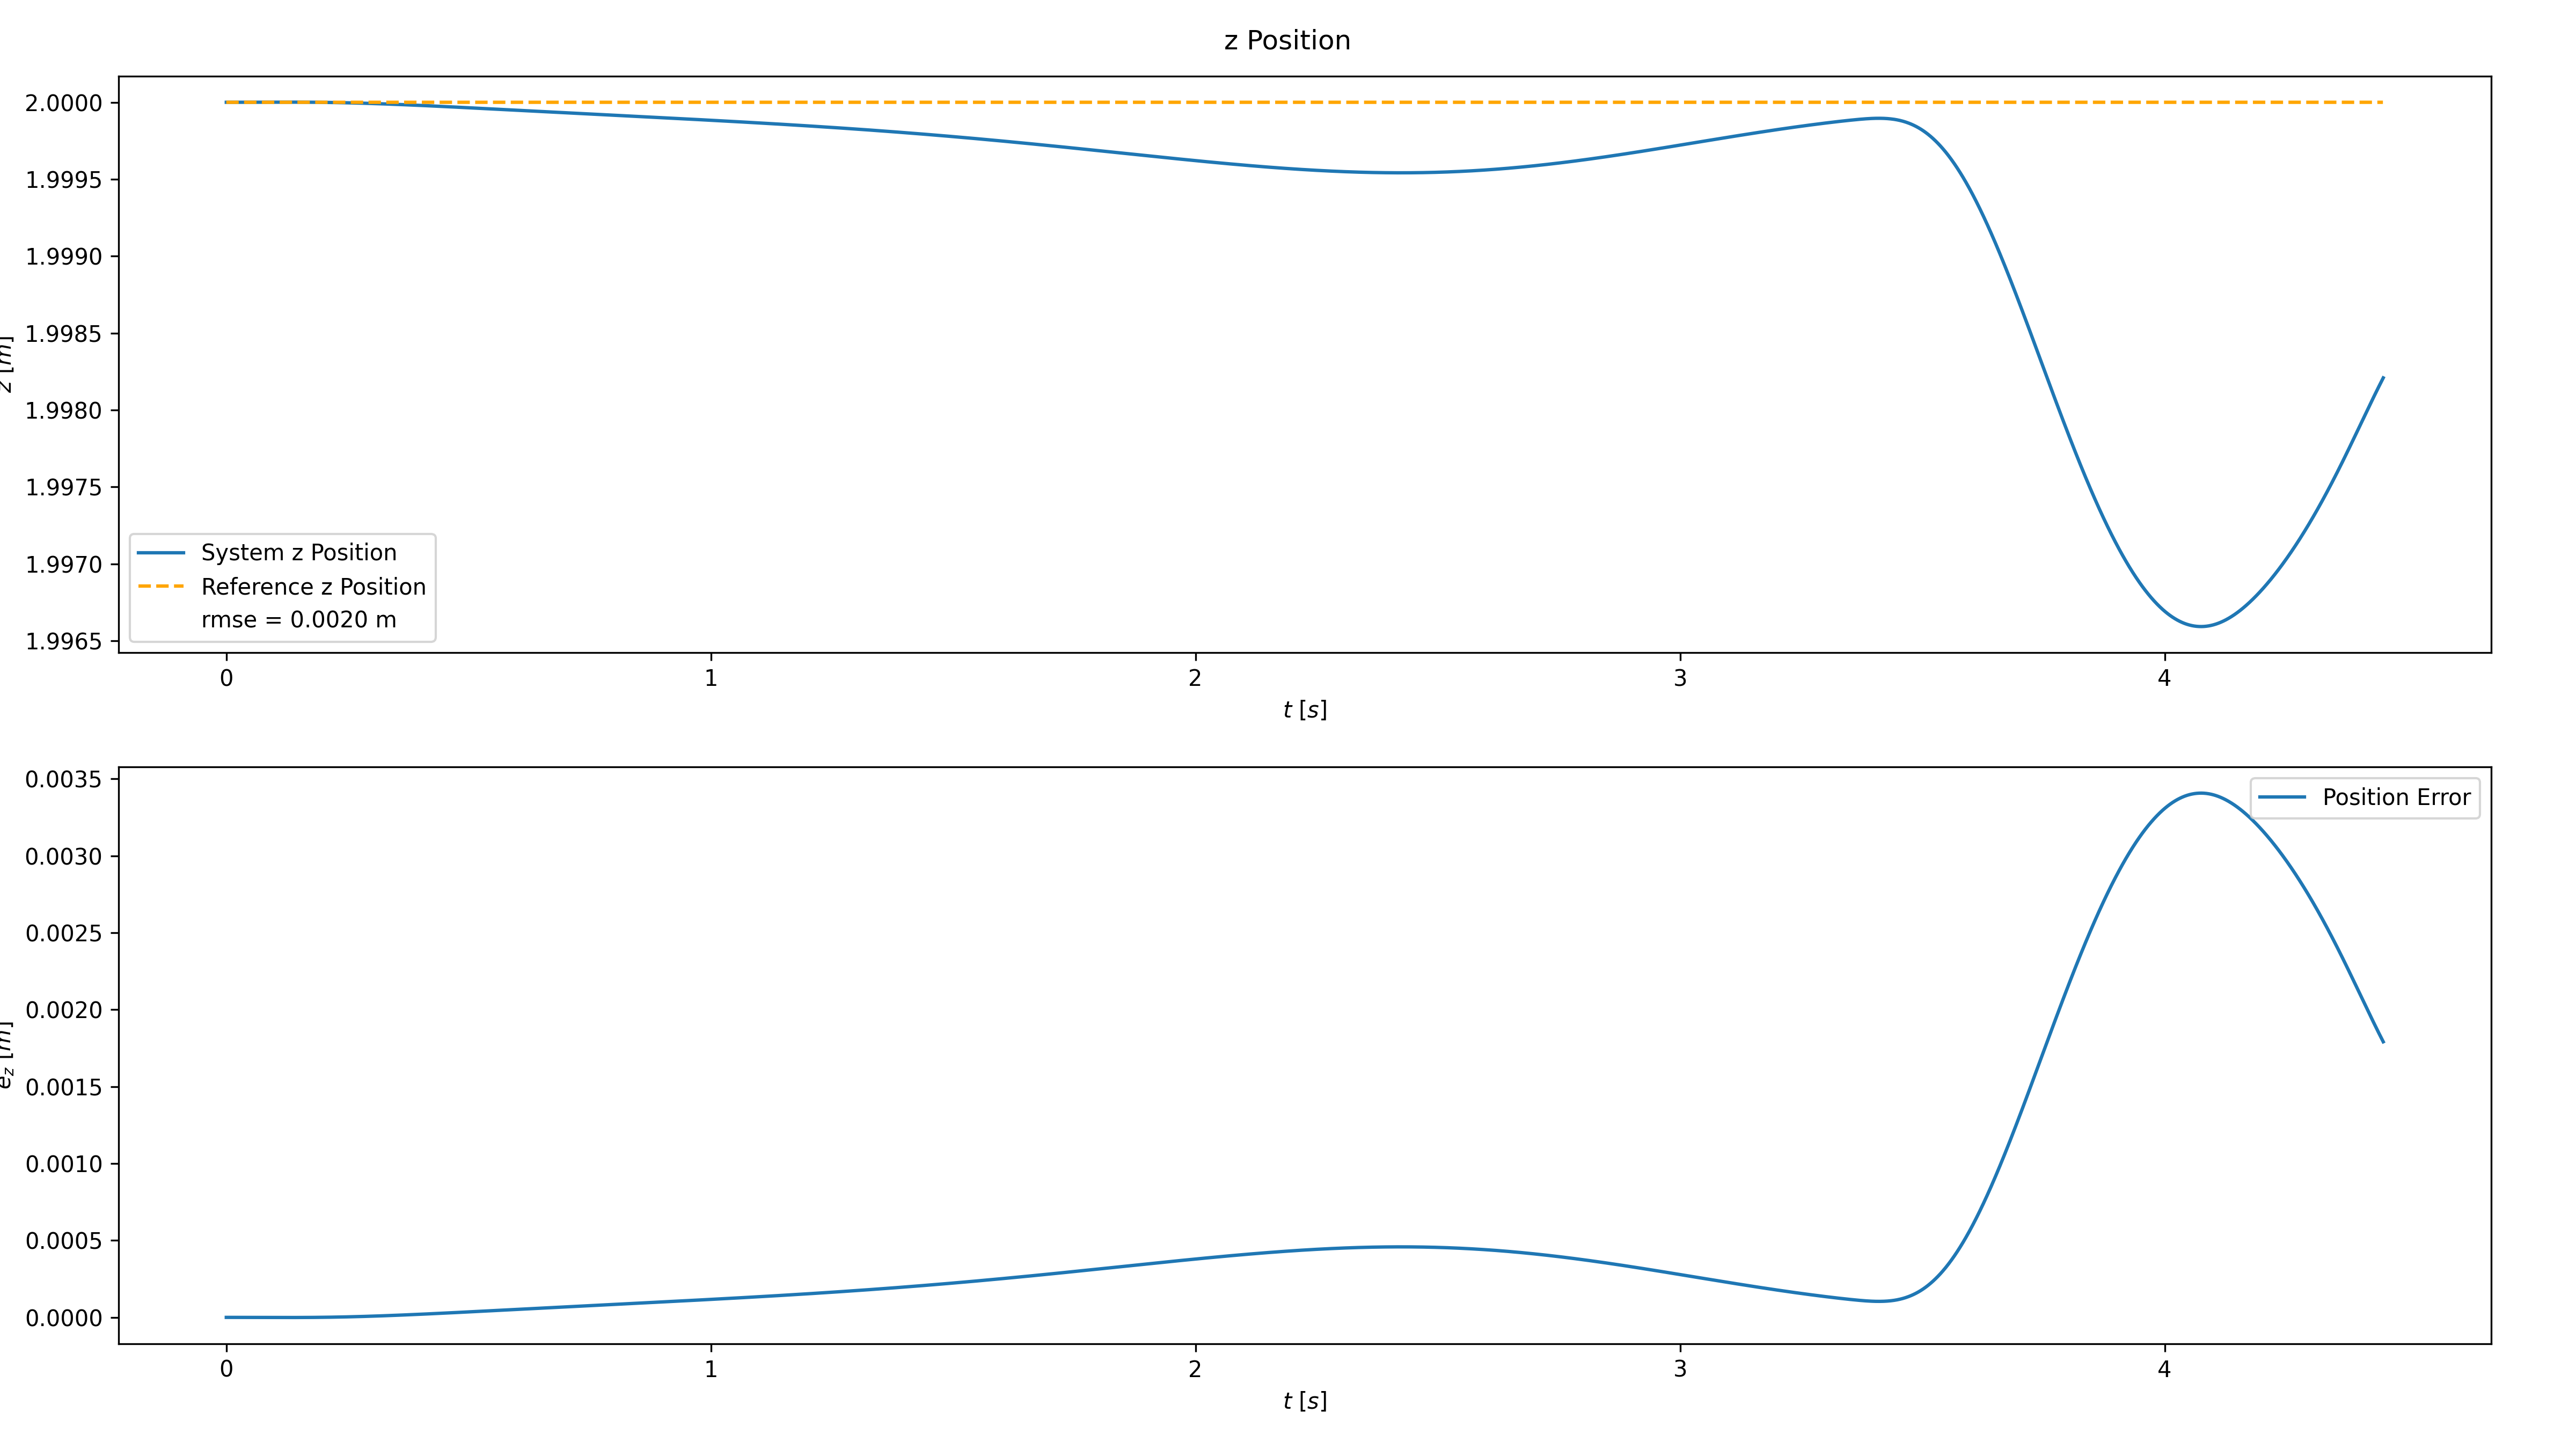 z Position
2.0000
1.9995
1.9990
1.9985
1.9980
1.9975
1.9970
1.9965
z [m]
System z Position
Reference z Position
rmse = 0.0020 m
0 1 2 3 4
t [s]
0.0035
0.0030
0.0025
0.0020
0.0015
0.0010
0.0005
0.0000
e_z [m]
Position Error
0 1 2 3 4
t [s]